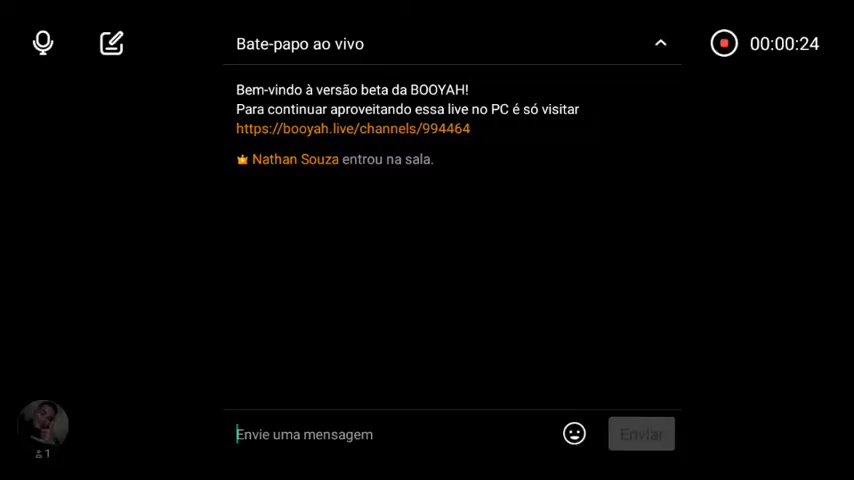 Bate-papo ao vivo
00:00:24
Bem-vindo à versão beta da BOOYAH!
Para continuar aproveitando essa live no PC é só visitar
https://booyah.live/channels/994464
Nathan Souza entrou na sala.
Envie uma mensagem
Enviar
1